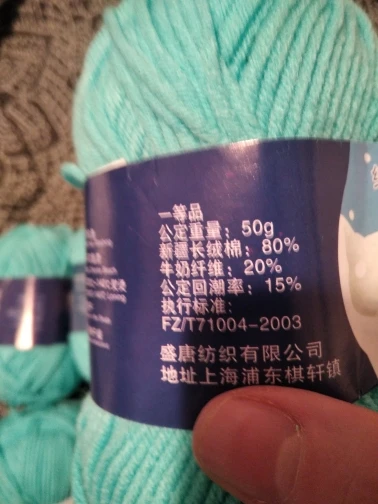 一等品
公定重量：50g
新疆长绒棉：80%
牛奶纤维：20%
公定回潮率：15%
执行标准：
FZ/T71004-2003
盛唐纺织有限公司
地址上海浦东棋轩镇